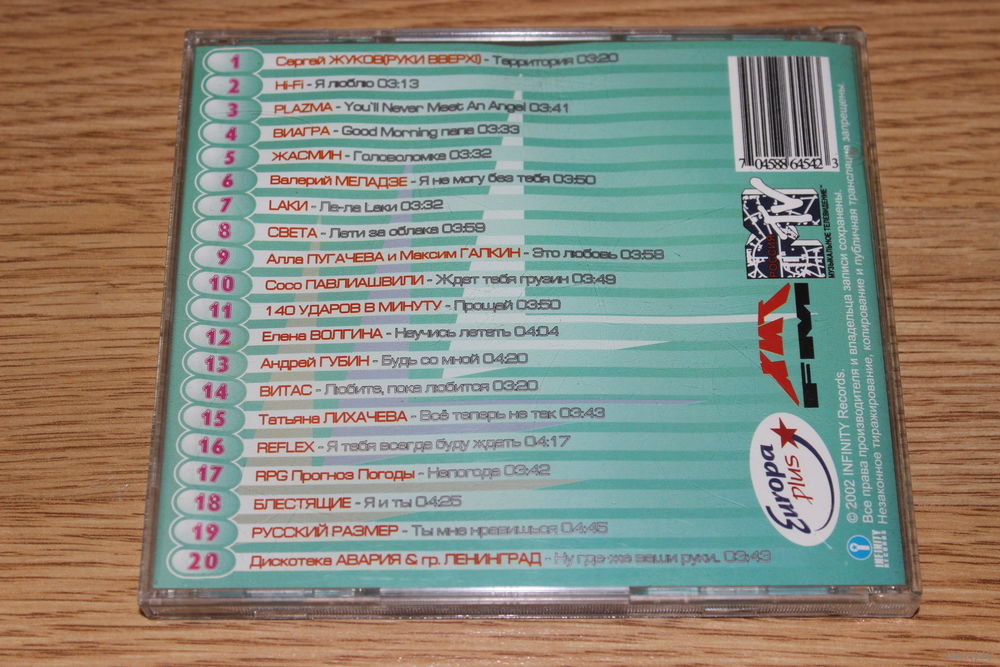 1 Сергей ЖУКОВ(РУКИ ВВЕРХ!) - Территория 03:20
2 Hi-Fi - Я люблю 03:13
3 PLAZMA - You'll Never Meet An Angel 03:41
4 ВИАГРА - Good Morning папа 03:33
5 ЖАСМИН - Головоломка 03:32
6 Валерий МЕЛАДЗЕ - Я не могу без тебя 03:50
7 LАКИ - Ля-ля Lаки 03:32
8 СВЕТА - Лети за облака 03:59
9 Алла ПУГАЧЕВА и Максим ГАЛКИН - Это любовь 03:58
10 Сосо ПАВЛИАШВИЛИ - Ждет тебя грузин 03:49
11 140 УДАРОВ В МИНУТУ - Прощай 03:50
12 Елена ВОЛГИНА - Научись летать 04:04
13 Андрей ГУБИН - Будь со мной 04:20
14 ВИТАС - Любите, пока любится 03:20
15 Татьяна ЛИХАЧЕВА - Всё теперь не так 03:43
16 REFLEX - Я тебя всегда буду ждать 04:17
17 RPG Прогноз Погоды - Непогода 03:42
18 БЛЕСТЯЩИЕ - Я и ты 04:25
19 РУССКИЙ РАЗМЕР - Ты мне нравишься 04:45
20 Дискотека АВАРИЯ & гр. ЛЕНИНГРАД - Ну где-же ваши руки. 03:43
7 04588 64542 3
РОССИЯ
МУЗЫКАЛЬНОЕ ТЕЛЕВИДЕНИЕ
ХИТ FM
Europa plus
© 2002 INFINITY Records.
Все права производителя и владельца записи сохранены.
Незаконное тиражирование, копирование и публичная трансляция запрещены
INFINITY
RECORDS